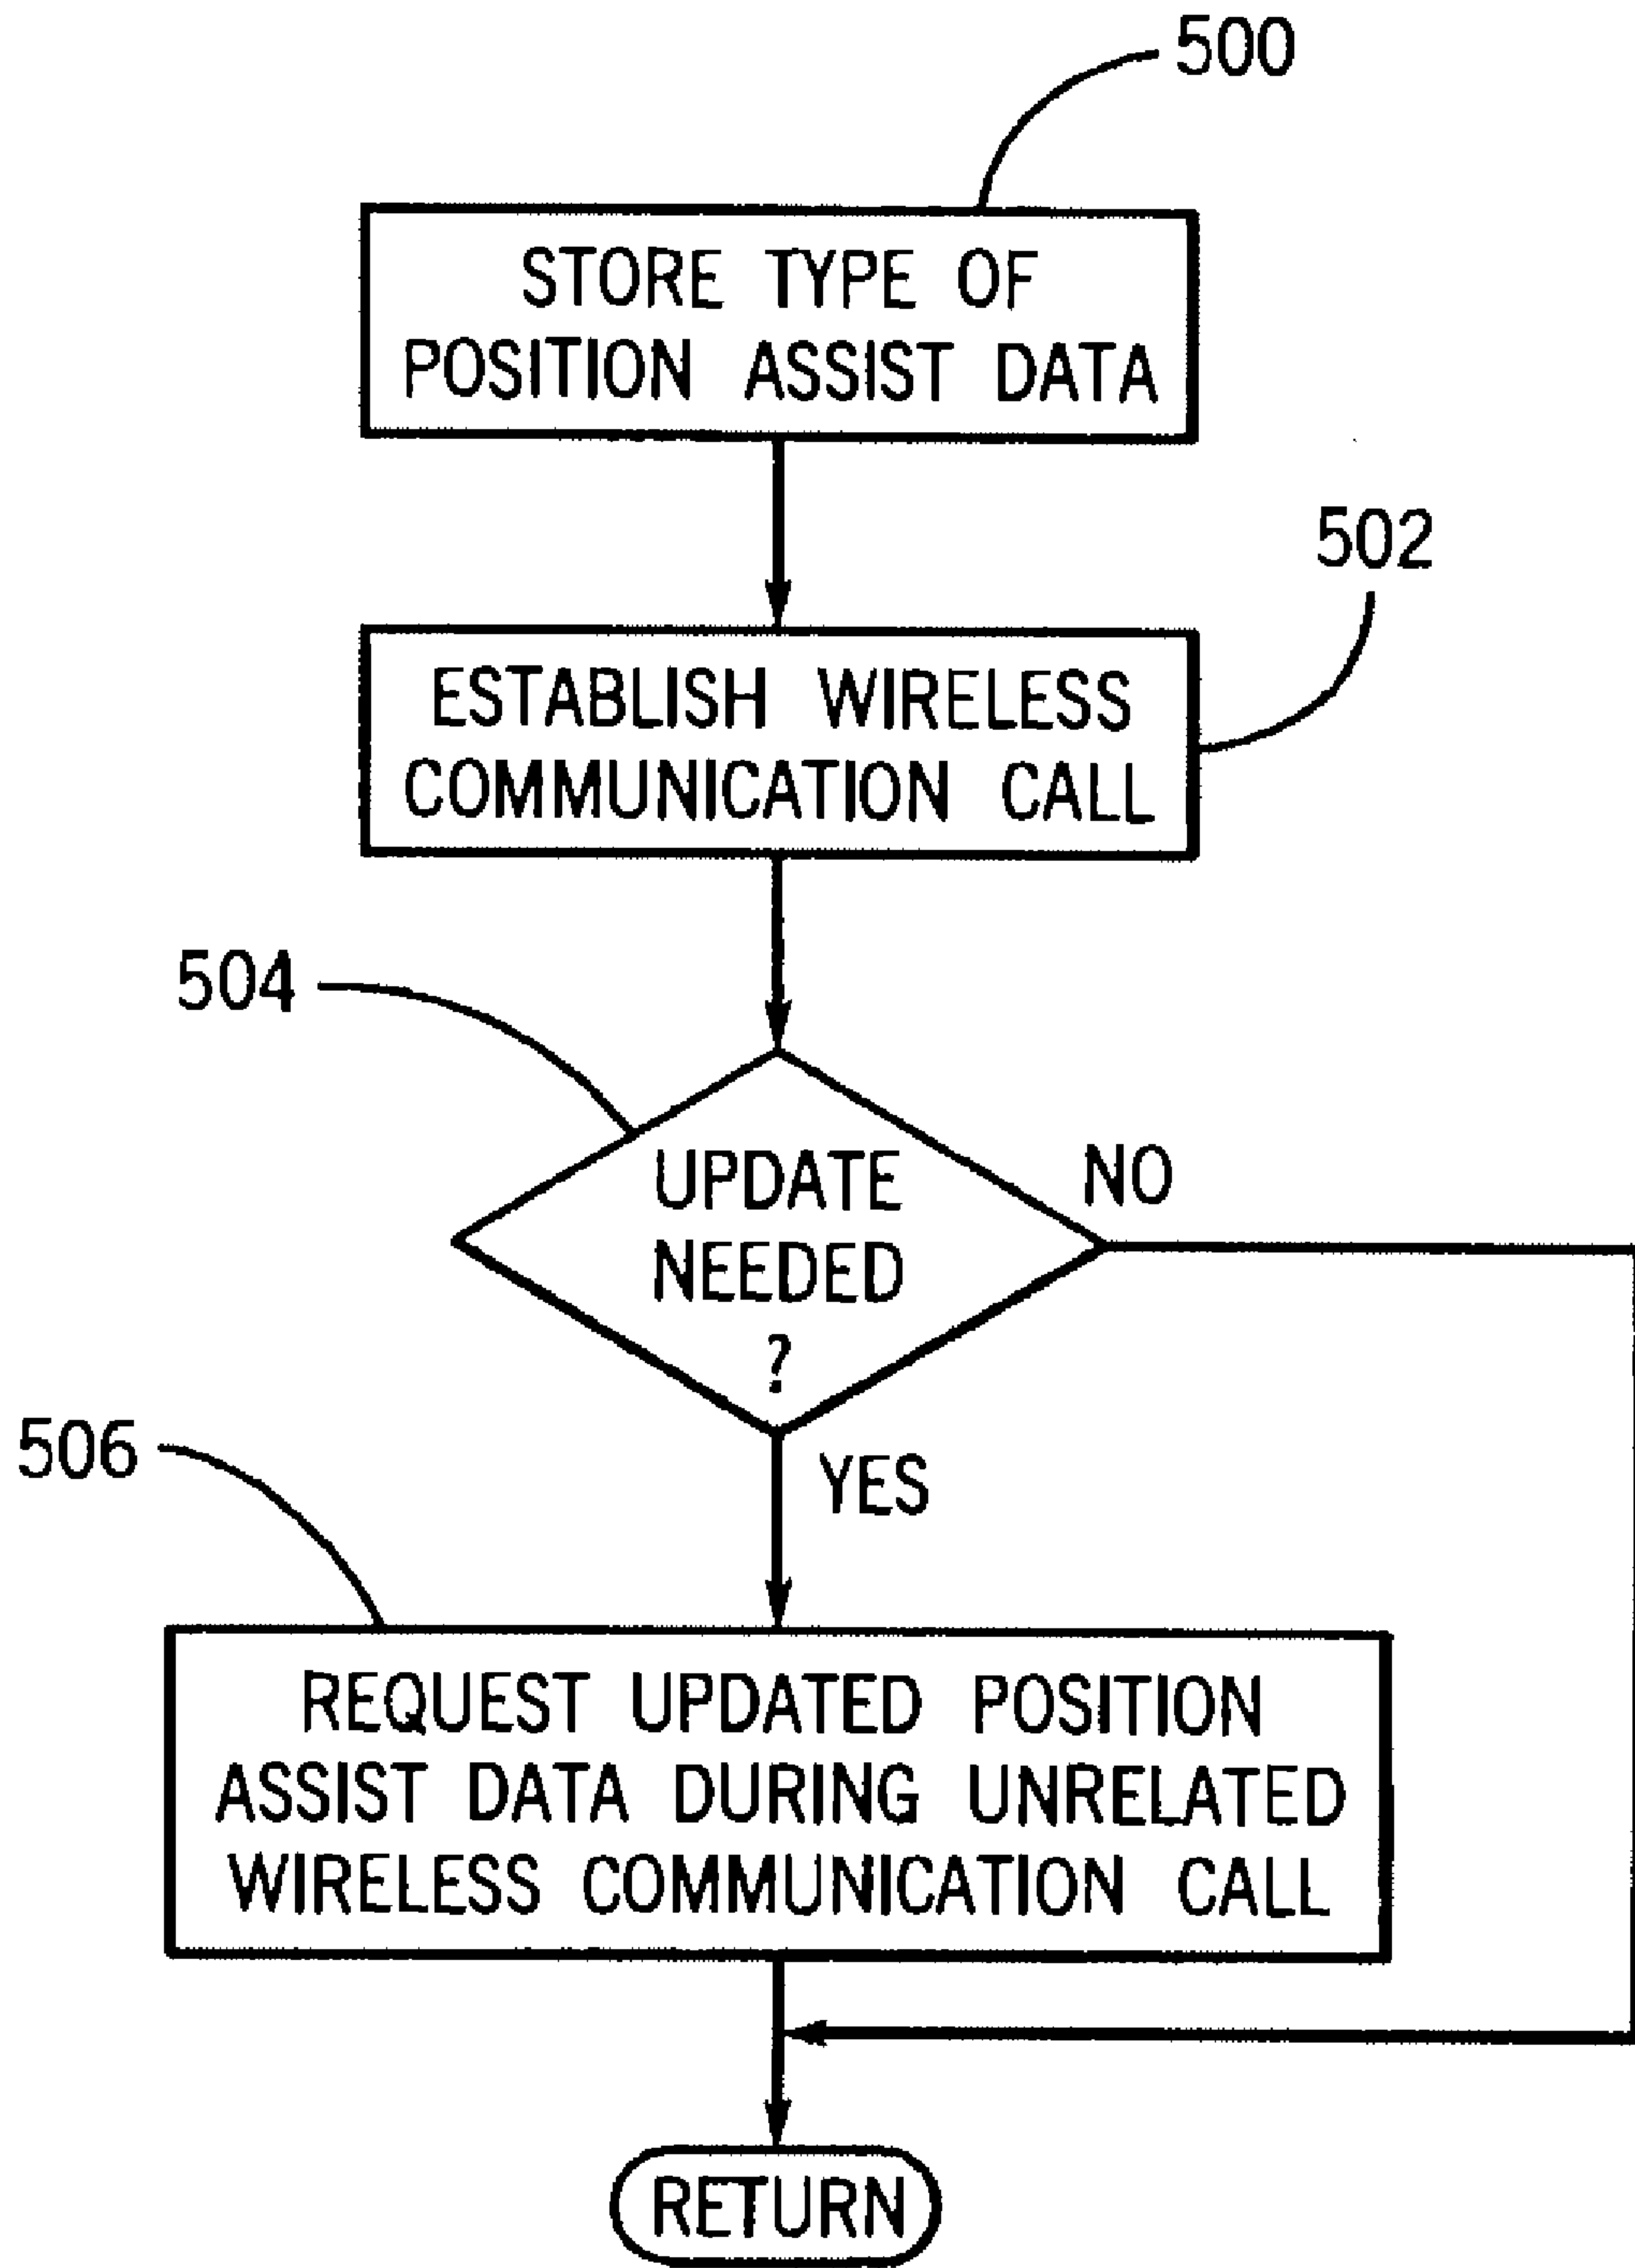 500
STORE TYPE OF
POSITION ASSIST DATA
502
ESTABLISH WIRELESS
COMMUNICATION CALL
504
UPDATE
NEEDED
?
NO
YES
506
REQUEST UPDATED POSITION
ASSIST DATA DURING UNRELATED
WIRELESS COMMUNICATION CALL
RETURN